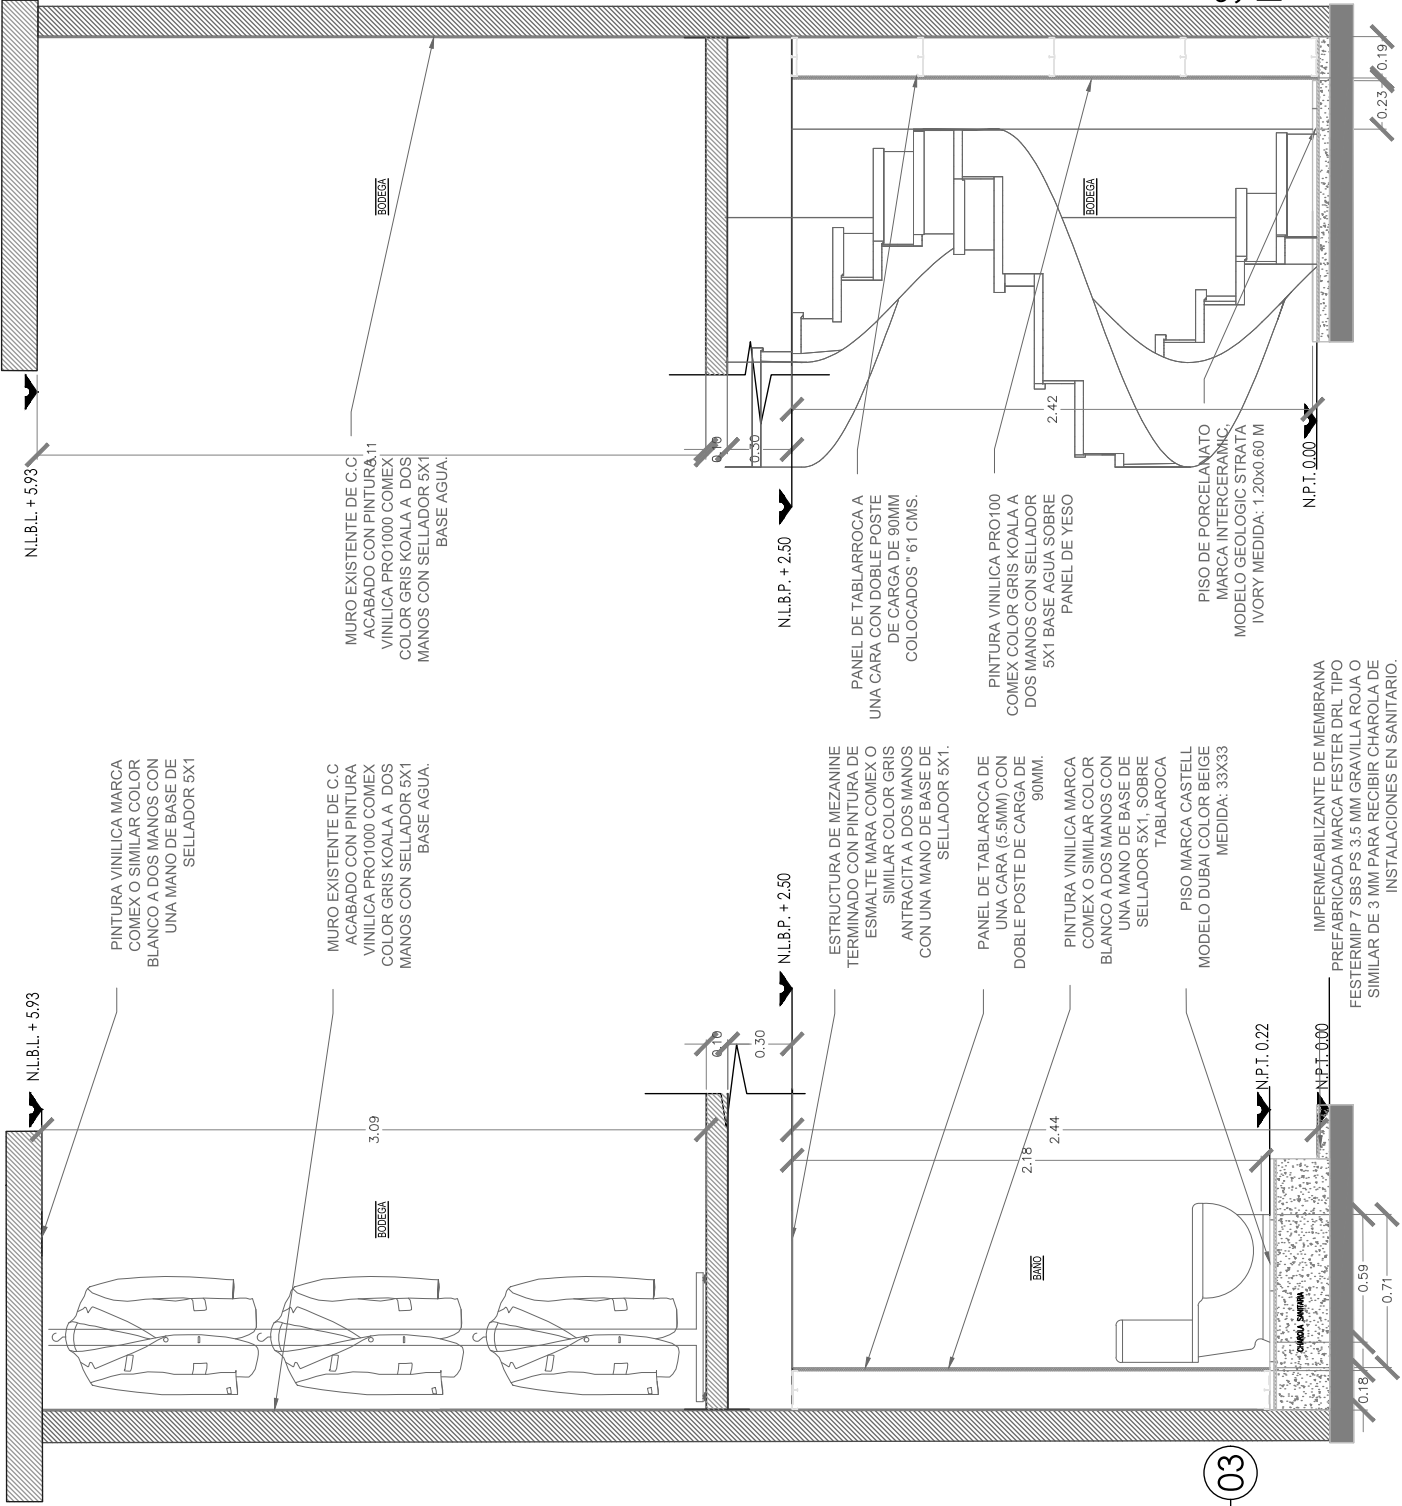 N.L.B.L. + 5.93
PINTURA VINILICA MARCA
COMEX O SIMILAR COLOR
BLANCO A DOS MANOS CON
UNA MANO DE BASE DE
SELLADOR 5X1
MURO EXISTENTE DE C.C
ACABADO CON PINTURA
VINILICA PRO1000 COMEX
COLOR GRIS KOALA A DOS
MANOS CON SELLADOR 5X1
BASE AGUA.
3.09
BODEGA
0.10
0.30
N.L.B.P. + 2.50
ESTRUCTURA DE MEZANINE
TERMINADO CON PINTURA DE
ESMALTE MARA COMEX O
SIMILAR COLOR GRIS
ANTRACITA A DOS MANOS
CON UNA MANO DE BASE DE
SELLADOR 5X1.
PANEL DE TABLAROCA DE
UNA CARA (5.5MM) CON
DOBLE POSTE DE CARGA DE
90MM.
PINTURA VINILICA MARCA
COMEX O SIMILAR COLOR
BLANCO A DOS MANOS CON
UNA MANO DE BASE DE
SELLADOR 5X1, SOBRE
TABLAROCA
PISO MARCA CASTELL
MODELO DUBAI COLOR BEIGE
MEDIDA: 33X33
2.18
2.44
BAÑO
N.P.T. 0.22
N.P.T. 0.00
CHAROLA SANITARIA
IMPERMEABILIZANTE DE MEMBRANA
PREFABRICADA MARCA FESTER DRL TIPO
FESTERMIP 7 SBS PS 3.5 MM GRAVILLA ROJA O
SIMILAR DE 3 MM PARA RECIBIR CHAROLA DE
INSTALACIONES EN SANITARIO.
0.18
0.59
0.71
03
N.L.B.L. + 5.93
MURO EXISTENTE DE C.C
ACABADO CON PINTURA
VINILICA PRO1000 COMEX
COLOR GRIS KOALA A DOS
MANOS CON SELLADOR 5X1
BASE AGUA.
BODEGA
0.10
0.30
N.L.B.P. + 2.50
PANEL DE TABLARROCA A
UNA CARA CON DOBLE POSTE
DE CARGA DE 90MM
COLOCADOS " 61 CMS.
PINTURA VINILICA PRO100
COMEX COLOR GRIS KOALA A
DOS MANOS CON SELLADOR
5X1 BASE AGUA SOBRE
PANEL DE YESO
PISO DE PORCELANATO
MARCA INTERCERAMIC,
MODELO GEOLOGIC STRATA
IVORY MEDIDA: 1.20x0.60 M
2.42
BODEGA
N.P.T. 0.00
0.23
0.19